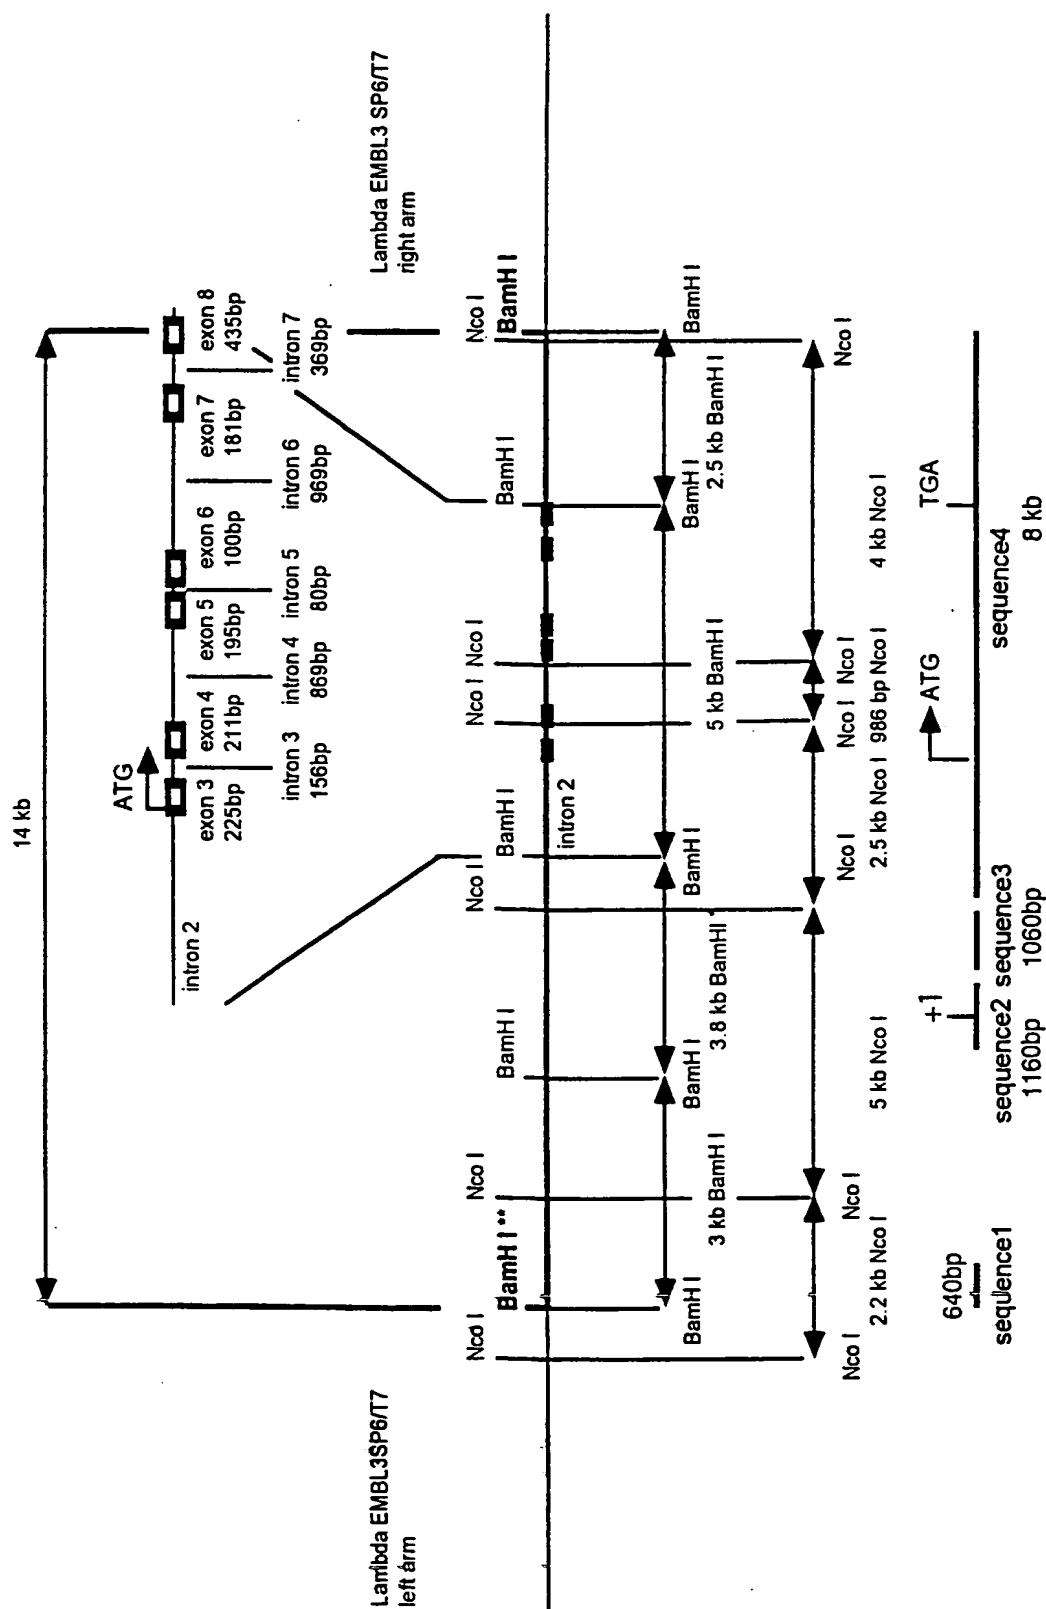 14 kb
ATG
intron 2
exon 3
225bp
exon 4
211bp
exon 5
195bp
exon 6
100bp
exon 7
181bp
exon 8
435bp
intron 3
156bp
intron 4
869bp
intron 5
80bp
intron 6
969bp
intron 7
369bp
Lambda EMBL3SP6/T7
left arm
Lambda EMBL3 SP6/T7
right arm
Nco I
BamH I**
Nco I
BamH I
Nco I
BamH I
Nco I
Nco I
BamH I
Nco I
BamH I
intron 2
BamH I
3 kb BamH I
BamH I
3.8 kb BamH I
BamH I
5 kb BamH I
BamH I
2.5 kb BamH I
BamH I
Nco I
2.2 kb Nco I
Nco I
5 kb Nco I
Nco I
2.5 kb Nco I
Nco I
986 bp Nco I
Nco I
4 kb Nco I
Nco I
640bp
sequence1
+1
sequence2
1160bp
sequence3
1060bp
ATG
TGA
sequence4
8 kb